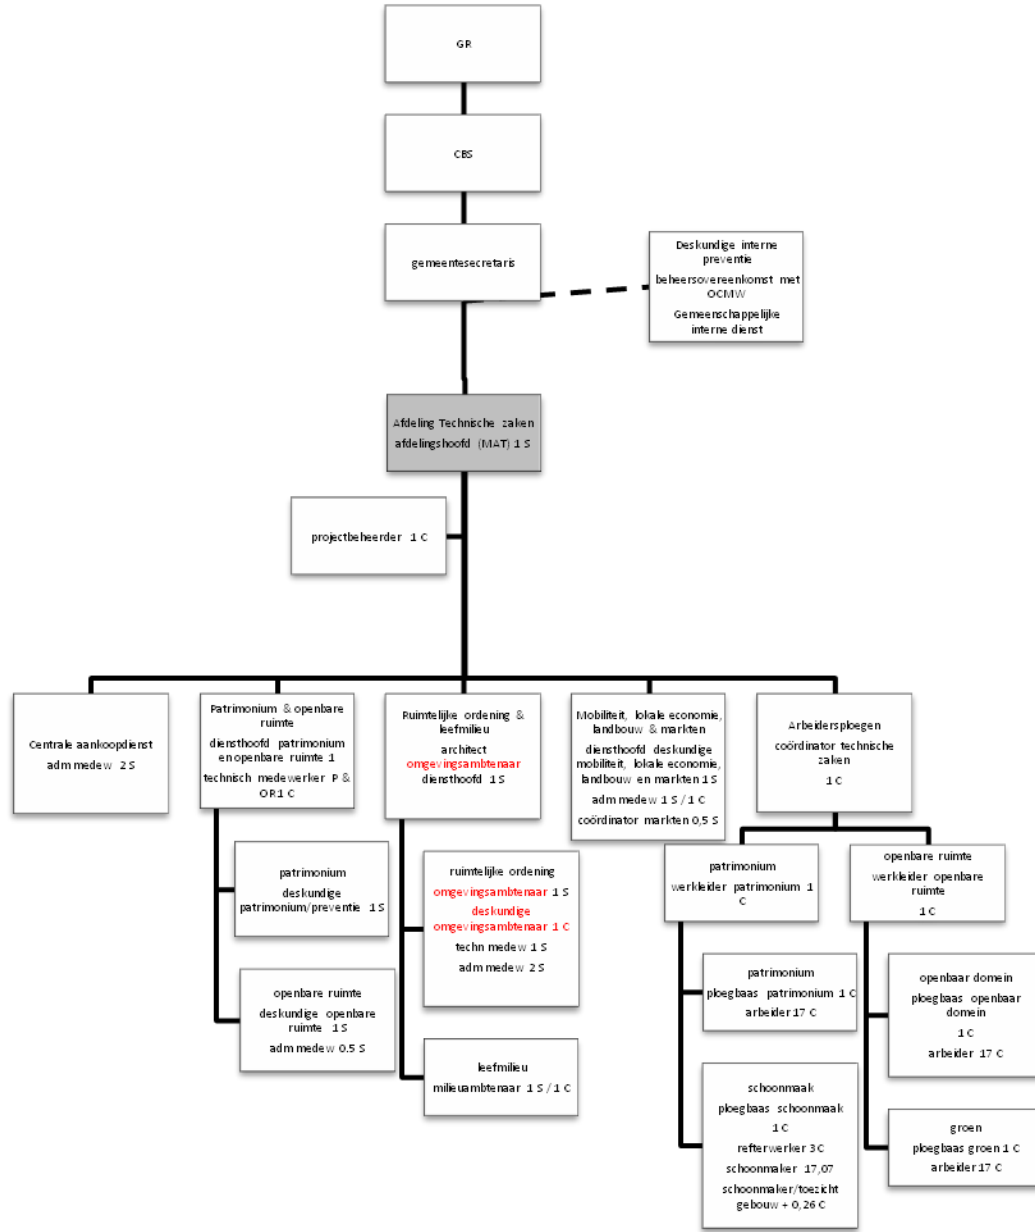 GR
CBS
gemeentesecretaris
Deskundige interne
preventie
beheersovereenkomst met
OCMW
Gemeenschappelijke
interne dienst
Afdeling Technische zaken
afdelingshoofd (MAT) 1 S
projectbeheerder 1 C
Centrale aankoopdienst
adm medew 2 S
Patrimonium & openbare
ruimte
diensthoofd patrimonium
en openbare ruimte 1
technisch medewerker P &
OR 1 C
Ruimtelijke ordening &
leefmilieu
architect
omgevingsambtenaar
diensthoofd 1 S
Mobiliteit, lokale economie,
landbouw & markten
diensthoofd deskundige
mobiliteit, lokale economie,
landbouw en markten 1 S
adm medew 1 S / 1 C
coördinator markten 0,5 S
Arbeidersploegen
coördinator technische
zaken
1 C
patrimonium
deskundige
patrimonium/preventie 1 S
openbare ruimte
deskundige openbare
ruimte 1 S
adm medew 0.5 S
ruimtelijke ordening
omgevingsambtenaar 1 S
deskundige
omgevingsambtenaar 1 C
techn medew 1 S
adm medew 2 S
leefmilieu
milieuambtenaar 1 S / 1 C
patrimonium
werkleider patrimonium 1
C
openbare ruimte
werkleider openbare
ruimte
1 C
patrimonium
ploegbaas patrimonium 1 C
arbeider 17 C
schoonmaak
ploegbaas schoonmaak
1 C
refterwerker 3 C
schoonmaker 17,07
schoonmaker/toezicht
gebouw + 0,26 C
openbaar domein
ploegbaas openbaar
domein
1 C
arbeider 17 C
groen
ploegbaas groen 1 C
arbeider 17 C